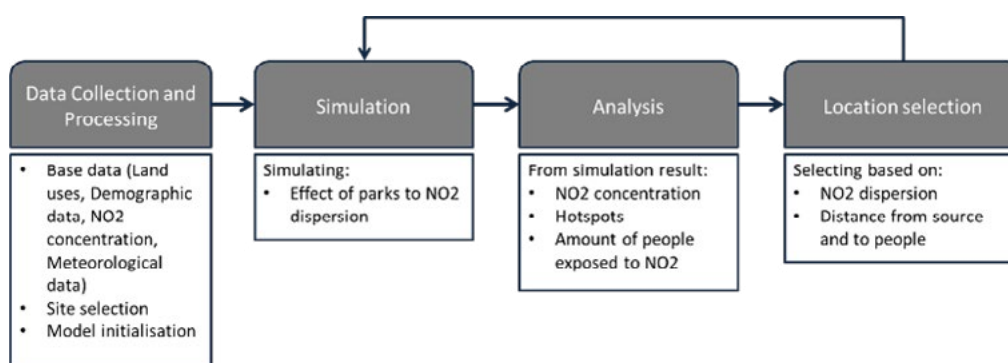 Data Collection and
Processing
• Base data (Land
uses, Demographic
data, NO2
concentration,
Meteorological
data)
• Site selection
• Model initialisation
Simulation
Simulating:
• Effect of parks to NO2
dispersion
Analysis
From simulation result:
• NO2 concentration
• Hotspots
• Amount of people
exposed to NO2
Location selection
Selecting based on:
• NO2 dispersion
• Distance from source
and to people